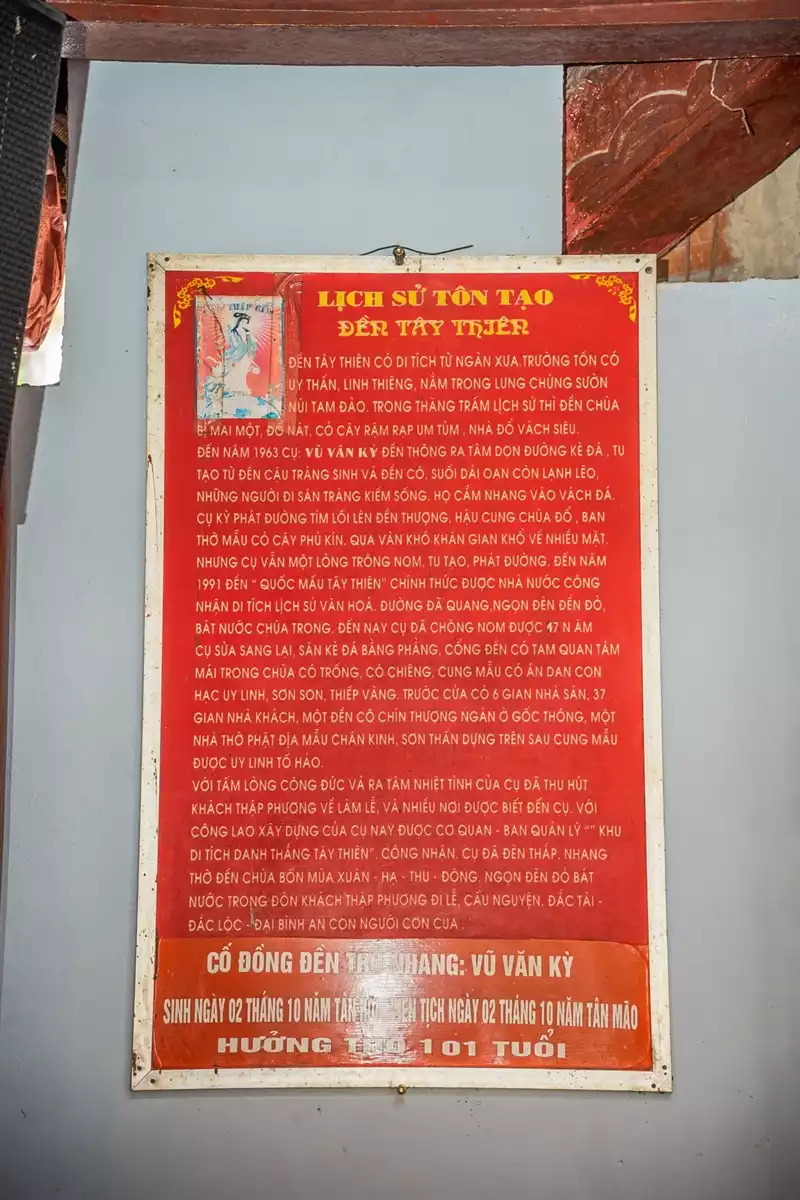 LỊCH SỬ TÔN TẠO
ĐỀN TÂY THIÊN
ĐỀN TÂY THIÊN CÓ DI TÍCH TỪ NGÀN XƯA.TRƯỜNG TỒN CÓ
UY THẦN, LINH THIÊNG, NẰM TRONG LƯNG CHỪNG SƯỜN
NÚI TAM ĐẢO. TRONG THĂNG TRẦM LỊCH SỬ THÌ ĐỀN CHÙA
BỊ MAI MỘT, ĐỔ NÁT, CỎ CÂY RẬM RẠP UM TÙM , NHÀ ĐỔ VÁCH SIÊU.
ĐẾN NĂM 1963 CỤ: VŨ VĂN KỲ ĐẾN THÕNG RA TÂM DỌN ĐƯỜNG KÈ ĐÁ , TU
TẠO TỪ ĐỀN CẬU TRÀNG SINH VÀ ĐỀN CÔ, SUỐI DẢI OAN CÒN LẠNH LẼO,
NHỮNG NGƯỜI ĐI SĂN TRÀNG KIẾM SỐNG. HỌ CẮM NHANG VÀO VÁCH ĐÁ.
CỤ KỲ PHÁT ĐƯỜNG TÌM LỐI LÊN ĐỀN THƯỢNG, HẬU CUNG CHÙA ĐỔ , BAN
THỜ MẪU CỎ CÂY PHỦ KÍN. QUA VÀN KHÓ KHĂN GIAN KHỔ VỀ NHIỀU MẶT.
NHƯNG CỤ VẪN MỘT LÒNG TRÔNG NOM, TU TẠO, PHÁT ĐƯỜNG. ĐẾN NĂM
1991 ĐỀN “ QUỐC MẪU TÂY THIÊN” CHÍNH THỨC ĐƯỢC NHÀ NƯỚC CÔNG
NHẬN DI TÍCH LỊCH SỬ VĂN HOÁ. ĐƯỜNG ĐÃ QUANG,NGỌN ĐÈN ĐỀN ĐỎ,
BÁT NƯỚC CHÙA TRONG. ĐẾN NAY CỤ ĐÃ CHÔNG NOM ĐƯỢC 47 N ĂM
CỤ SỬA SANG LẠI, SÂN KÈ ĐÁ BẰNG PHẲNG, CỔNG ĐỀN CÓ TAM QUAN TÂM
MÁI TRONG CHÙA CÓ TRỐNG, CÓ CHIÊNG, CUNG MẪU CÓ ÁN DAN CON
HẠC UY LINH, SƠN SON, THIẾP VÀNG. TRƯỚC CỬA CÓ 6 GIAN NHÀ SÀN, 37
GIAN NHÀ KHÁCH, MỘT ĐỀN CÔ CHÍN THƯỢNG NGÀN Ở GỐC THÔNG, MỘT
NHÀ THỜ PHẬT ĐỊA MẪU CHÂN KINH, SƠN THẦN DỰNG TRÊN SAU CUNG MẪU
ĐƯỢC UY LINH TỐ HẢO.
VỚI TẤM LÒNG CÔNG ĐỨC VÀ RA TÂM NHIỆT TÌNH CỦA CỤ ĐÃ THU HÚT
KHÁCH THẬP PHƯƠNG VỀ LÀM LỄ, VÀ NHIỀU NƠI ĐƯỢC BIẾT ĐẾN CỤ. VỚI
CÔNG LAO XÂY DỰNG CỦA CỤ NAY ĐƯỢC CƠ QUAN - BAN QUẢN LÝ “” KHU
DI TÍCH DANH THẮNG TÂY THIÊN”. CÔNG NHẬN. CỤ ĐÃ ĐÈN THÁP, NHANG
THỜ ĐỀN CHÙA BỐN MÙA XUÂN - HẠ - THU - ĐÔNG. NGỌN ĐÈN ĐỎ BÁT
NƯỚC TRONG ĐÓN KHÁCH THẬP PHƯƠNG ĐI LỄ, CẦU NGUYỆN. ĐẮC TÀI -
ĐẮC LỘC - ĐẠI BÌNH AN CON NGƯỜI CON CỦA .
CỐ ĐỒNG ĐỀN NHANG: VŨ VĂN KỲ
SINH NGÀY 02 THÁNG 10 NĂM TÂN TỊCH NGÀY 02 THÁNG 10 NĂM TÂN MÃO
HƯỞNG THỌ 101 TUỔI